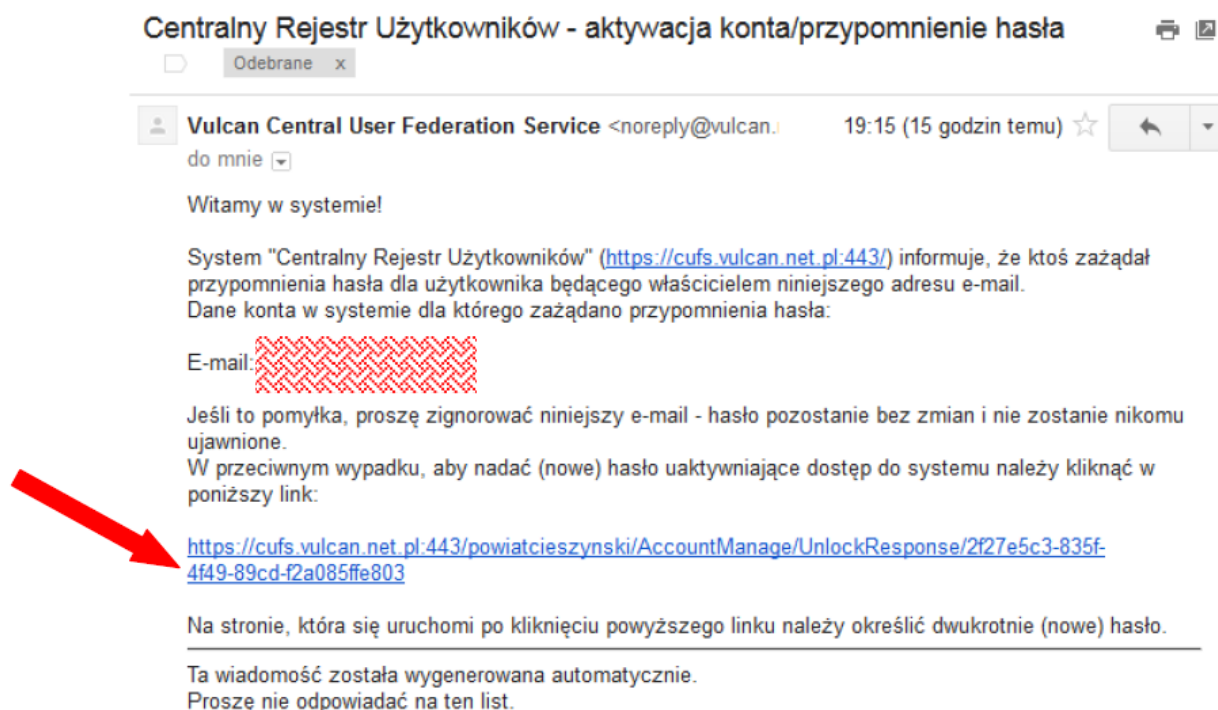 Centralny Rejestr Użytkowników - aktywacja konta/przypomnienie hasła
Odebrane x
Vulcan Central User Federation Service <noreply@vulcan. 19:15 (15 godzin temu)
do mnie
Witamy w systemie!
System "Centralny Rejestr Użytkowników" (https://cufs.vulcan.net.pl:443/) informuje, że ktoś zażądał
przypomnienia hasła dla użytkownika będącego właścicielem niniejszego adresu e-mail.
Dane konta w systemie dla którego zażądano przypomnienia hasła:
E-mail:
Jeśli to pomyłka, proszę zignorować niniejszy e-mail - hasło pozostanie bez zmian i nie zostanie nikomu
ujawnione.
W przeciwnym wypadku, aby nadać (nowe) hasło uaktywniające dostęp do systemu należy kliknąć w
poniższy link:
https://cufs.vulcan.net.pl:443/powiatcieszynski/AccountManage/UnlockResponse/2f27e5c3-835f-
4f49-89cd-f2a085ffe803
Na stronie, która się uruchomi po kliknięciu powyższego linku należy określić dwukrotnie (nowe) hasło.
Ta wiadomość została wygenerowana automatycznie.
Proszę nie odpowiadać na ten list.